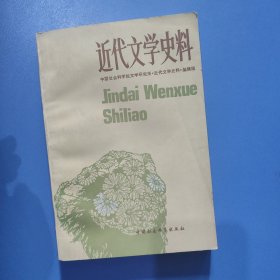 近代文学史料
中国社会科学院文学研究所·近代文学史料·编辑组
Jindai Wenxue
Shiliao
中国社会科学出版社